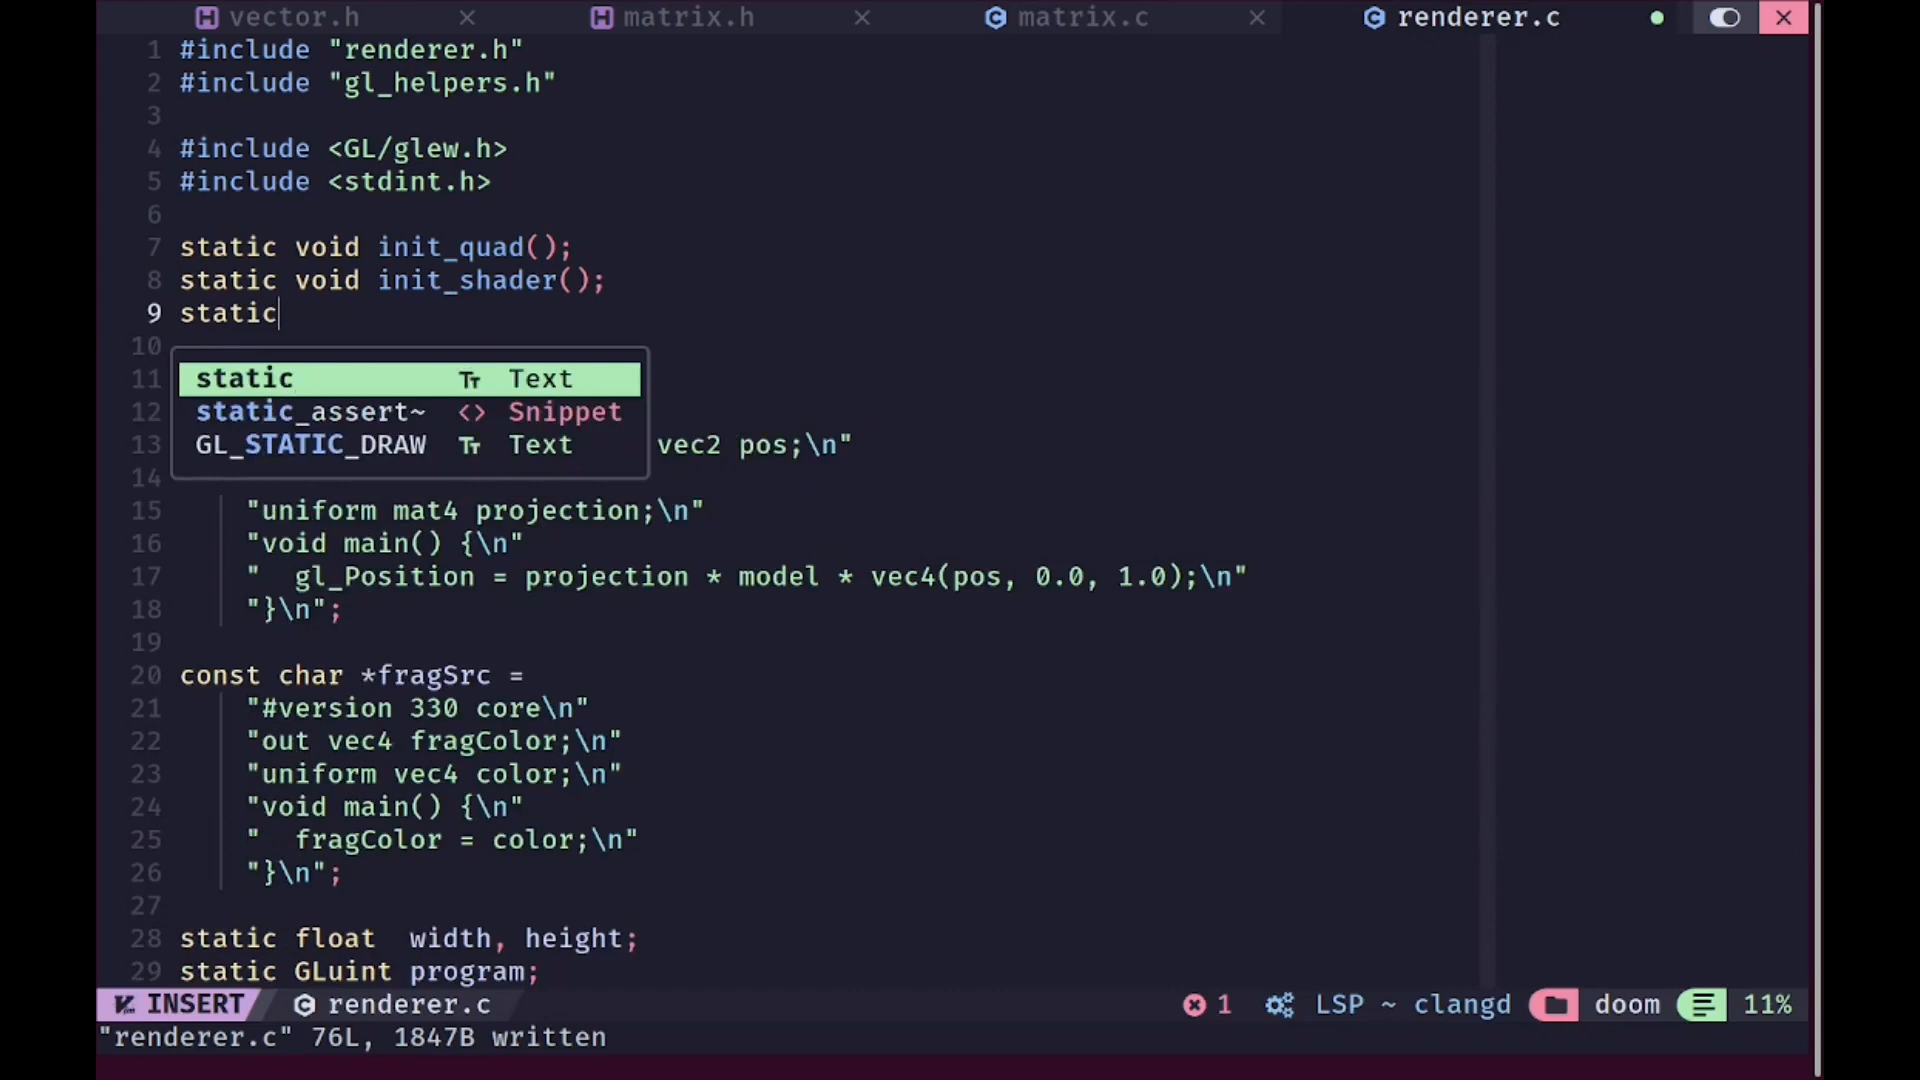 vector.h × matrix.h × matrix.c × renderer.c ×
1 #include "renderer.h"
2 #include "gl_helpers.h"
3
4 #include <GL/glew.h>
5 #include <stdint.h>
6
7 static void init_quad();
8 static void init_shader();
9 static
10
11 static Text
12 static_assert~ <> Snippet
13 GL_STATIC_DRAW Text vec2 pos;\n"
14
15 "uniform mat4 projection;\n"
16 "void main() {\n"
17 "  gl_Position = projection * model * vec4(pos, 0.0, 1.0);\n"
18 "}\n";
19
20 const char *fragSrc =
21 "#version 330 core\n"
22 "out vec4 fragColor;\n"
23 "uniform vec4 color;\n"
24 "void main() {\n"
25 "  fragColor = color;\n"
26 "}\n";
27
28 static float  width, height;
29 static GLuint program;
INSERT renderer.c 1 LSP ~ clangd doom 11%
"renderer.c" 76L, 1847B written